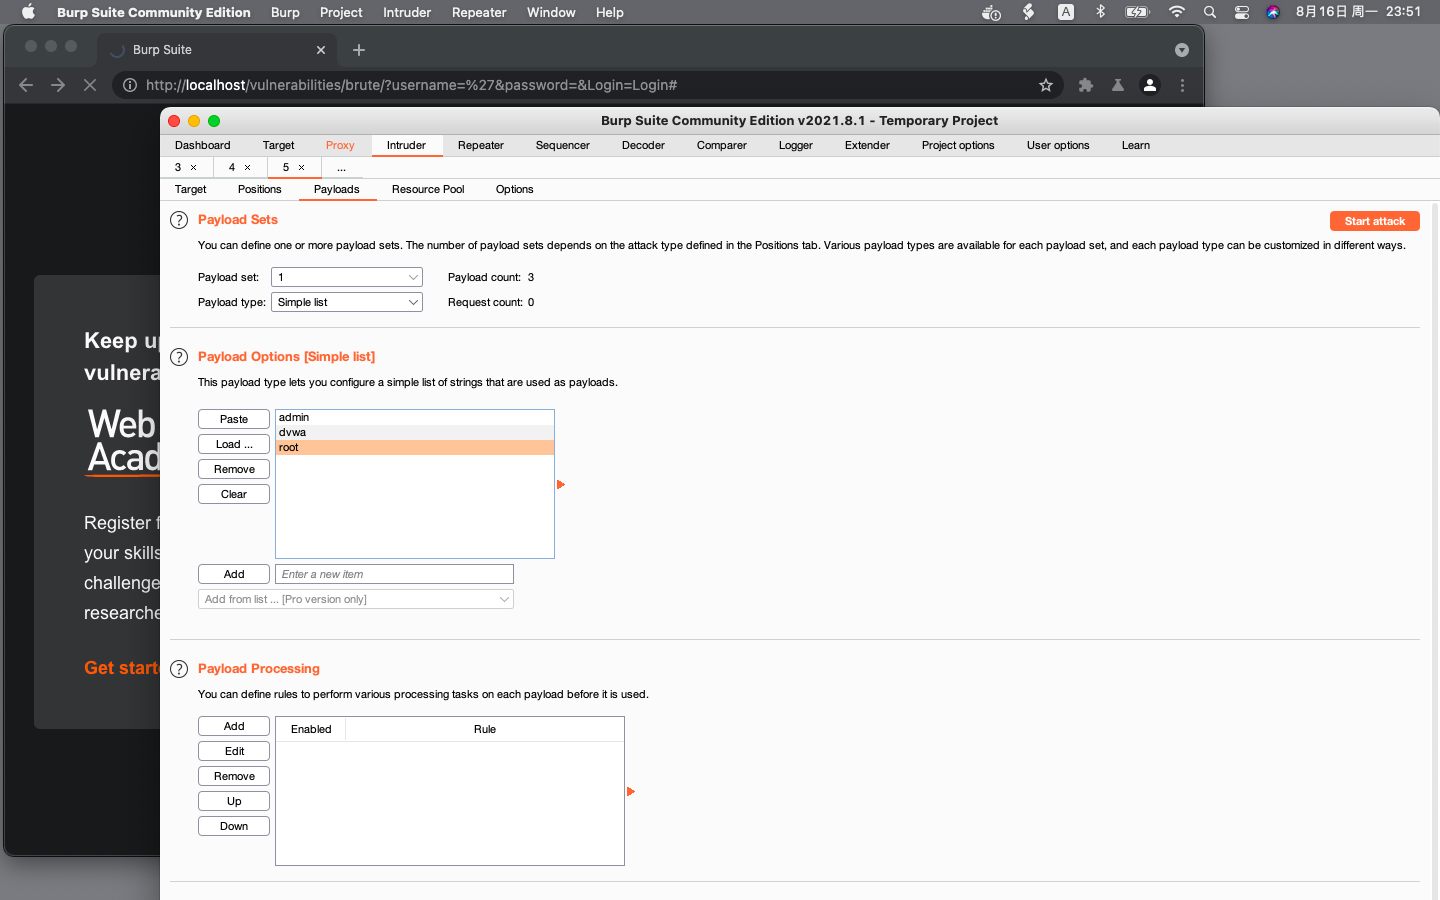 Burp Suite Community Edition Burp Project Intruder Repeater Window Help A 8月16日 周一 23:51
Burp Suite
http://localhost/vulnerabilities/brute/?username=%27&password=&Login=Login#
Burp Suite Community Edition v2021.8.1 - Temporary Project
Dashboard Target Proxy Intruder Repeater Sequencer Decoder Comparer Logger Extender Project options User options Learn
3 × 4 × 5 × ...
Target Positions Payloads Resource Pool Options
? Payload Sets Start attack
You can define one or more payload sets. The number of payload sets depends on the attack type defined in the Positions tab. Various payload types are available for each payload set, and each payload type can be customized in different ways.
Payload set: 1 Payload count: 3
Payload type: Simple list Request count: 0
? Payload Options [Simple list]
This payload type lets you configure a simple list of strings that are used as payloads.
Paste
Load ...
Remove
Clear
admin
dvwa
root
Add Enter a new item
Add from list ... [Pro version only]
? Payload Processing
You can define rules to perform various processing tasks on each payload before it is used.
Add
Edit
Remove
Up
Down
Enabled Rule
Keep u
vulnera
Web
Acad
Register f
your skills
challenge
researche
Get start